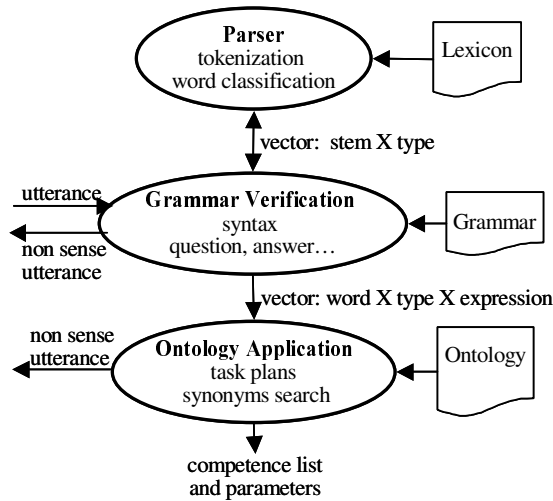 Parser
tokenization
word classification
Lexicon
vector: stem X type
utterance
Grammar Verification
syntax
question, answer…
Grammar
non sense
utterance
vector: word X type X expression
non sense
utterance
Ontology Application
task plans
synonyms search
Ontology
competence list
and parameters